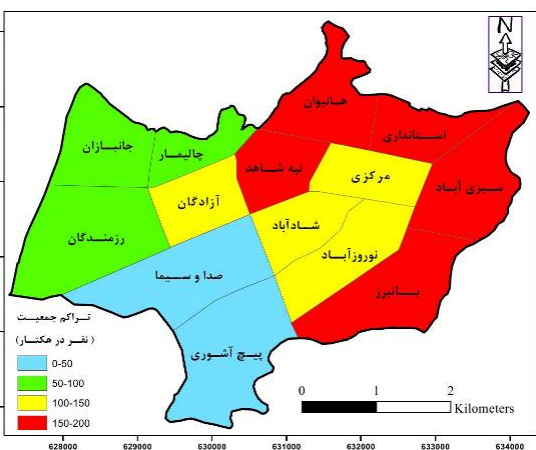 N
هانیوان
استانداری
جانبازان
چالیمار
تپه شاهد
مرکزی
سبزی آباد
آزادگان
شادآباد
رزمندگان
نوروزآباد
صدا و سیما
بانبرز
پیچ آشوری
تراکم جمعیت
(نفر در هکتار)
0-50
50-100
100-150
150-200
0 1 2
Kilometers
628000 629000 630000 631000 632000 633000 634000